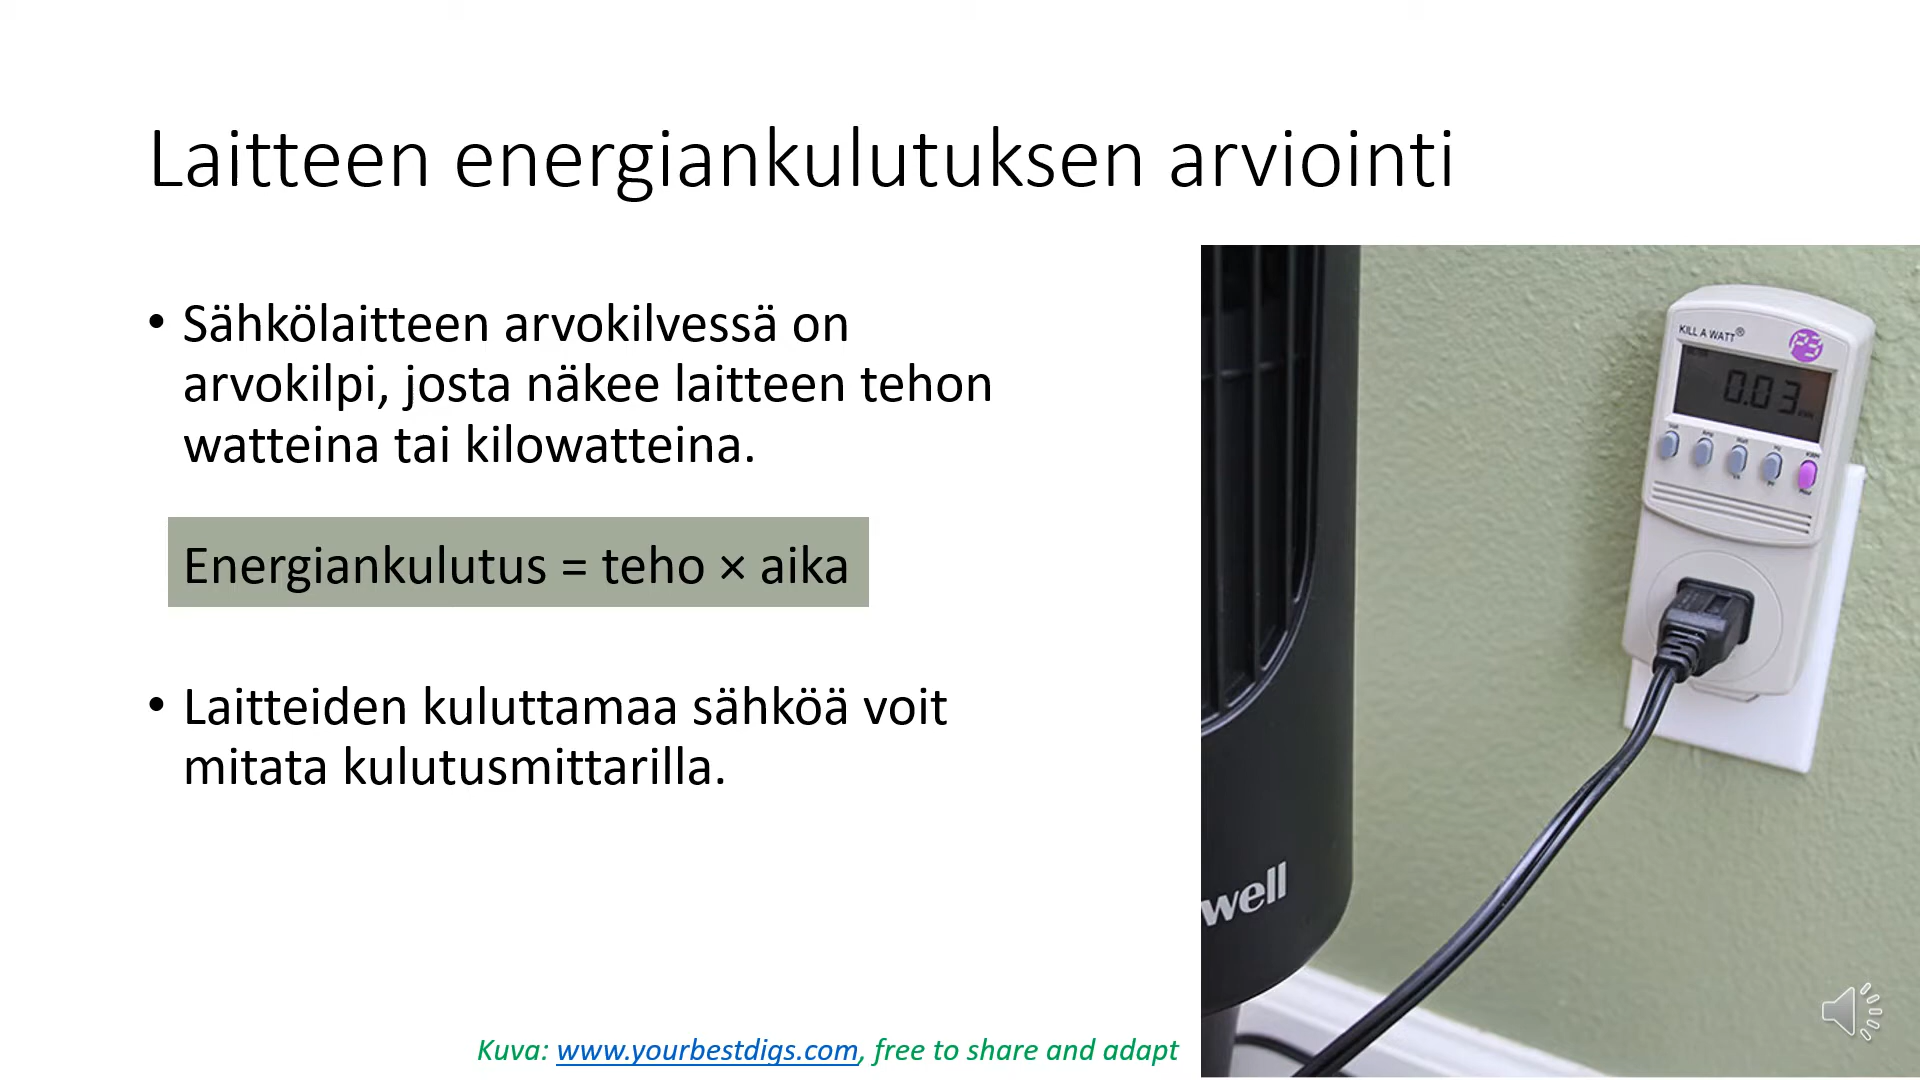 Laitteen energiankulutuksen arviointi
• Sähkölaitteen arvokilvessä on
arvokilpi, josta näkee laitteen tehon
watteina tai kilowatteina.
Energiankulutus = teho × aika
• Laitteiden kuluttamaa sähköä voit
mitata kulutusmittarilla.
KILL A WATT®
P3
0.03
well
Kuva: www.yourbestdigs.com, free to share and adapt